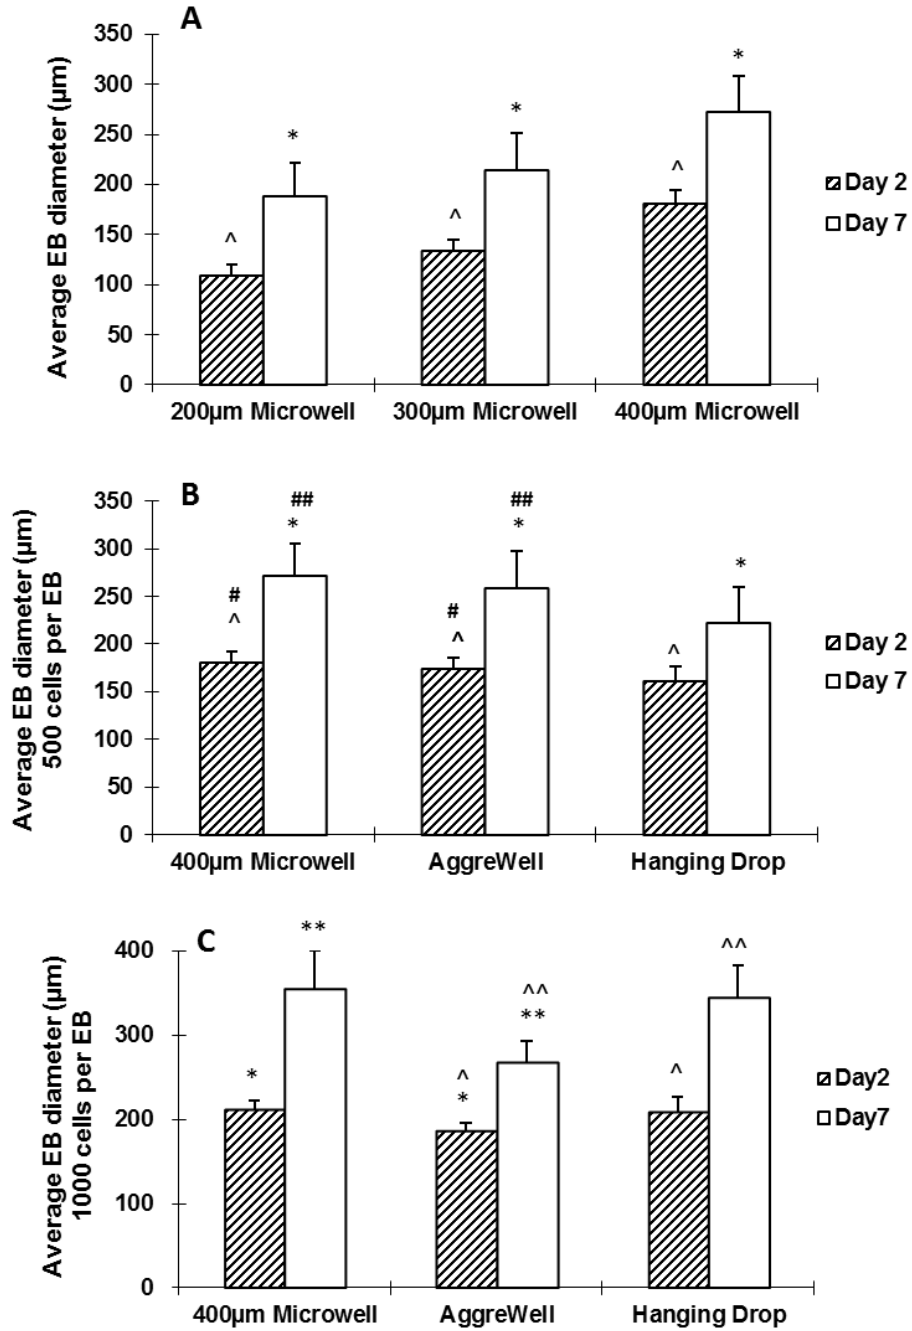 A
Average EB diameter (µm)
350
300
250
200
150
100
50
0
^
*
^
*
^
*
200µm Microwell
300µm Microwell
400µm Microwell
Day 2
Day 7
B
Average EB diameter (µm)
500 cells per EB
350
300
250
200
150
100
50
0
#
^
##
*
#
^
##
*
^
*
400µm Microwell
AggreWell
Hanging Drop
Day 2
Day 7
C
Average EB diameter (µm)
1000 cells per EB
400
300
200
100
0
*
**
^
*
^^
**
^
^^
400µm Microwell
AggreWell
Hanging Drop
Day2
Day7